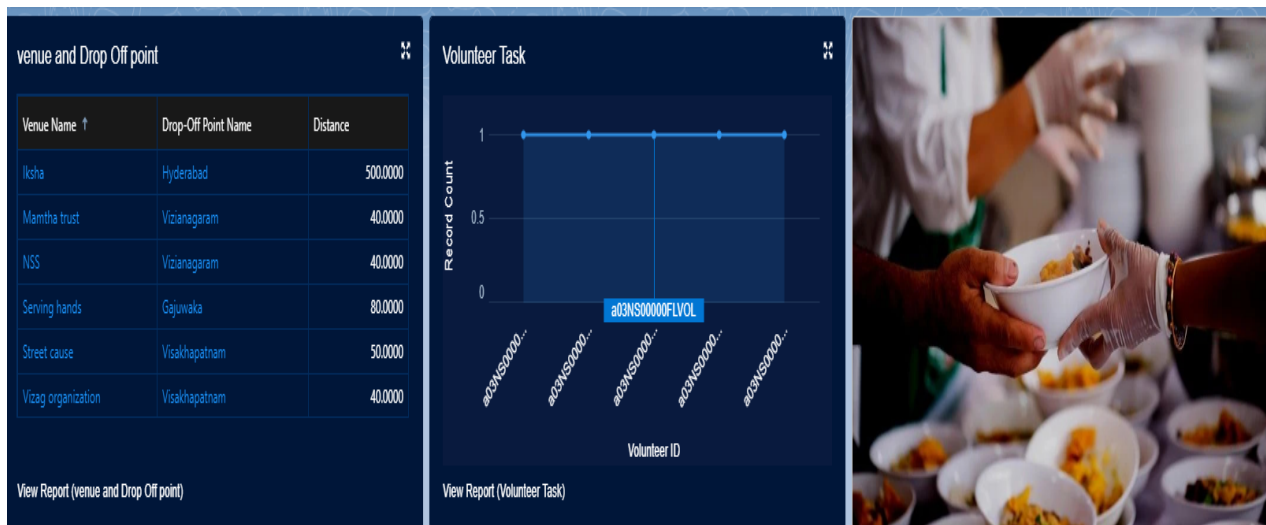 venue and Drop Off point
Venue Name ↑ Drop-Off Point Name Distance
Iksha Hyderabad 500.0000
Mamtha trust Vizianagaram 40.0000
NSS Vizianagaram 40.0000
Serving hands Gajuwaka 80.0000
Street cause Visakhapatnam 50.0000
Vizag organization Visakhapatnam 40.0000
View Report (venue and Drop Off point)
Volunteer Task
Record Count
1
0.5
0
a03NS00000FLVOL
a03NS0000... a03NS0000... a03NS0000... a03NS0000... a03NS0000...
Volunteer ID
View Report (Volunteer Task)